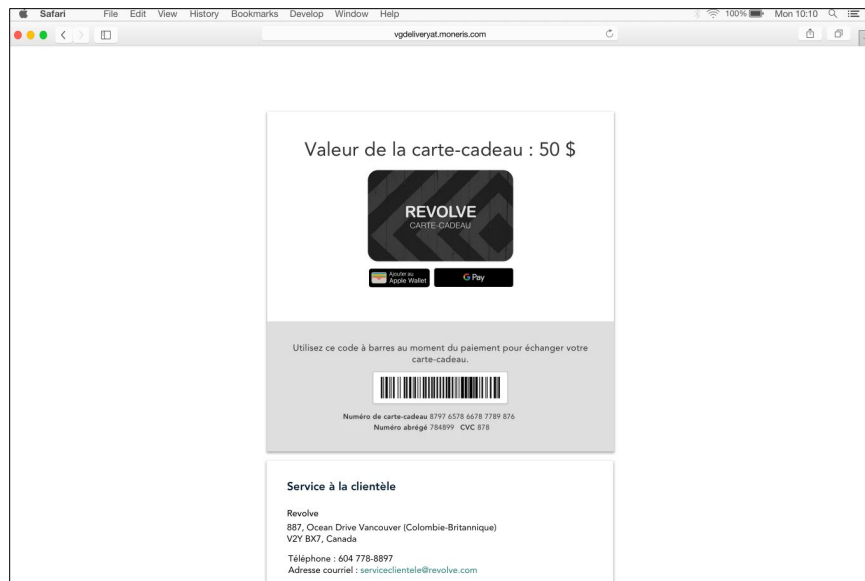 Safari File Edit View History Bookmarks Develop Window Help 100% Mon 10:10
vgdeliveryat.moneris.com
Valeur de la carte-cadeau : 50 $
REVOLVE
CARTE-CADEAU
Ajouter au
Apple Wallet
G Pay
Utilisez ce code à barres au moment du paiement pour échanger votre
carte-cadeau.
Numéro de carte-cadeau 8797 6578 6678 7789 876
Numéro abrégé 784899 CVC 878
Service à la clientèle
Revolve
887, Ocean Drive Vancouver (Colombie-Britannique)
V2Y BX7, Canada
Téléphone : 604 778-8897
Adresse courriel : serviceclientele@revolve.com